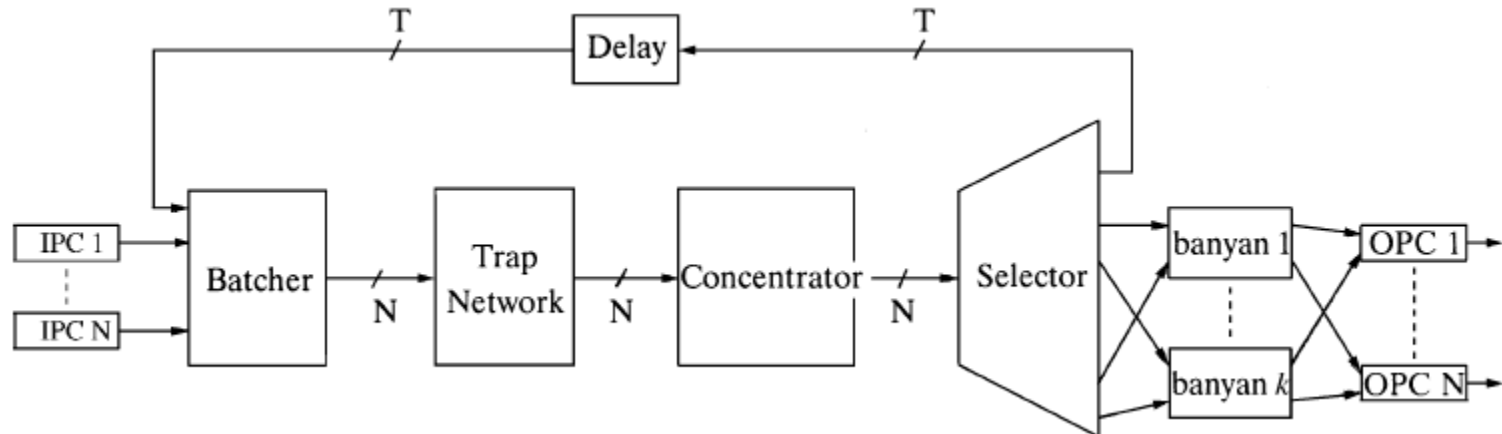 T
T
Delay
IPC 1
IPC N
Batcher
N
Trap
Network
N
Concentrator
N
Selector
banyan 1
banyan k
OPC 1
OPC N